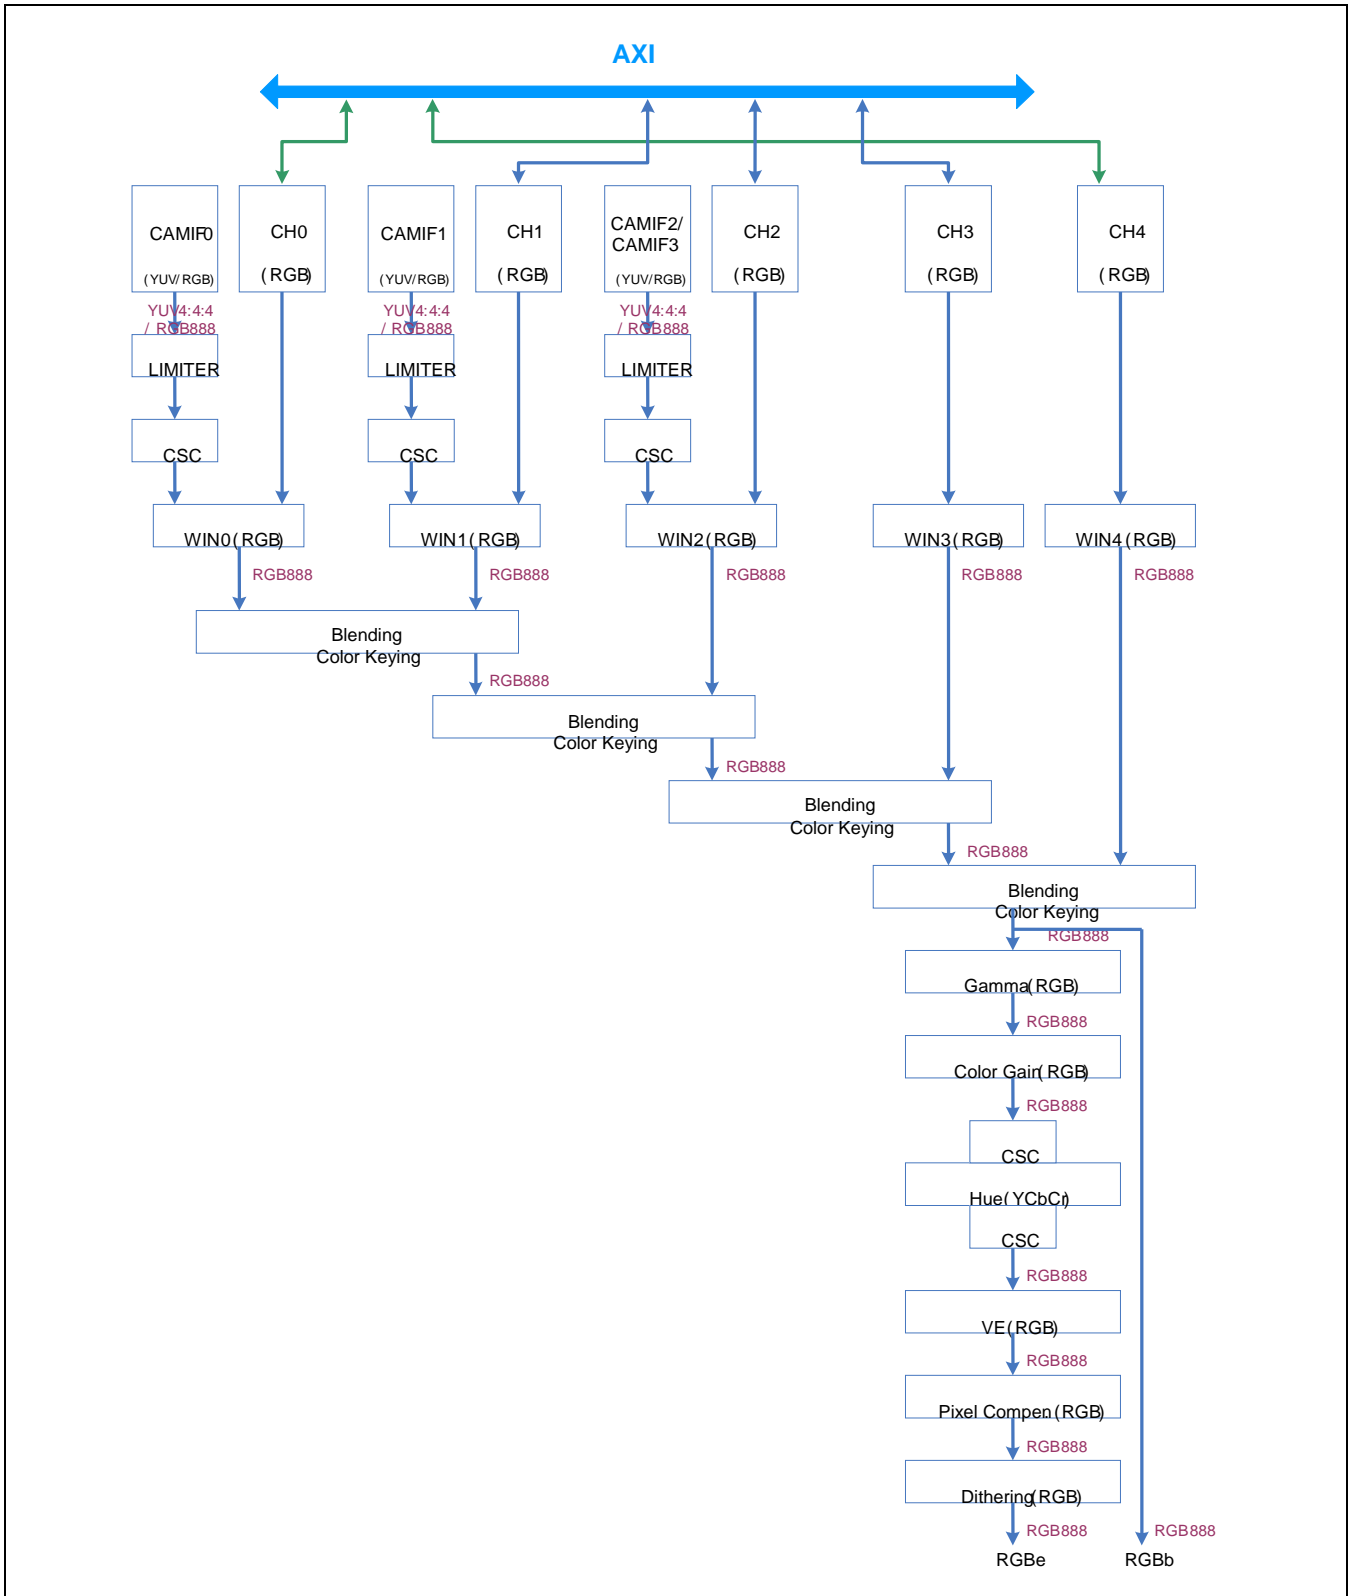 AXI
CAMIF0
(YUV/RGB)
CH0
(RGB)
CAMIF1
(YUV/RGB)
CH1
(RGB)
CAMIF2/
CAMIF3
(YUV/RGB)
CH2
(RGB)
CH3
(RGB)
CH4
(RGB)
YUV4:4:4
/ RGB888
YUV4:4:4
/ RGB888
YUV4:4:4
/ RGB888
LIMITER
LIMITER
LIMITER
CSC
CSC
CSC
WIN0(RGB)
WIN1(RGB)
WIN2(RGB)
WIN3(RGB)
WIN4(RGB)
RGB888
RGB888
RGB888
RGB888
RGB888
Blending
Color Keying
RGB888
Blending
Color Keying
RGB888
Blending
Color Keying
RGB888
Blending
Color Keying
RGB888
Gamma(RGB)
RGB888
Color Gain(RGB)
RGB888
CSC
Hue(YCbCr)
CSC
RGB888
VE(RGB)
RGB888
Pixel Compen.(RGB)
RGB888
Dithering(RGB)
RGB888
RGB888
RGBe
RGBb